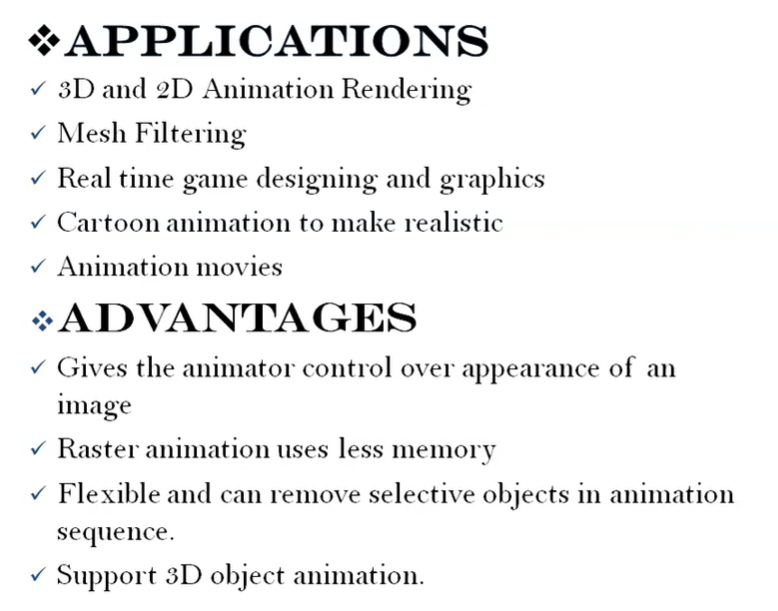 ❖APPLICATIONS
✓ 3D and 2D Animation Rendering
✓ Mesh Filtering
✓ Real time game designing and graphics
✓ Cartoon animation to make realistic
✓ Animation movies
❖ADVANTAGES
✓ Gives the animator control over appearance of an
image
✓ Raster animation uses less memory
✓ Flexible and can remove selective objects in animation
sequence.
✓ Support 3D object animation.